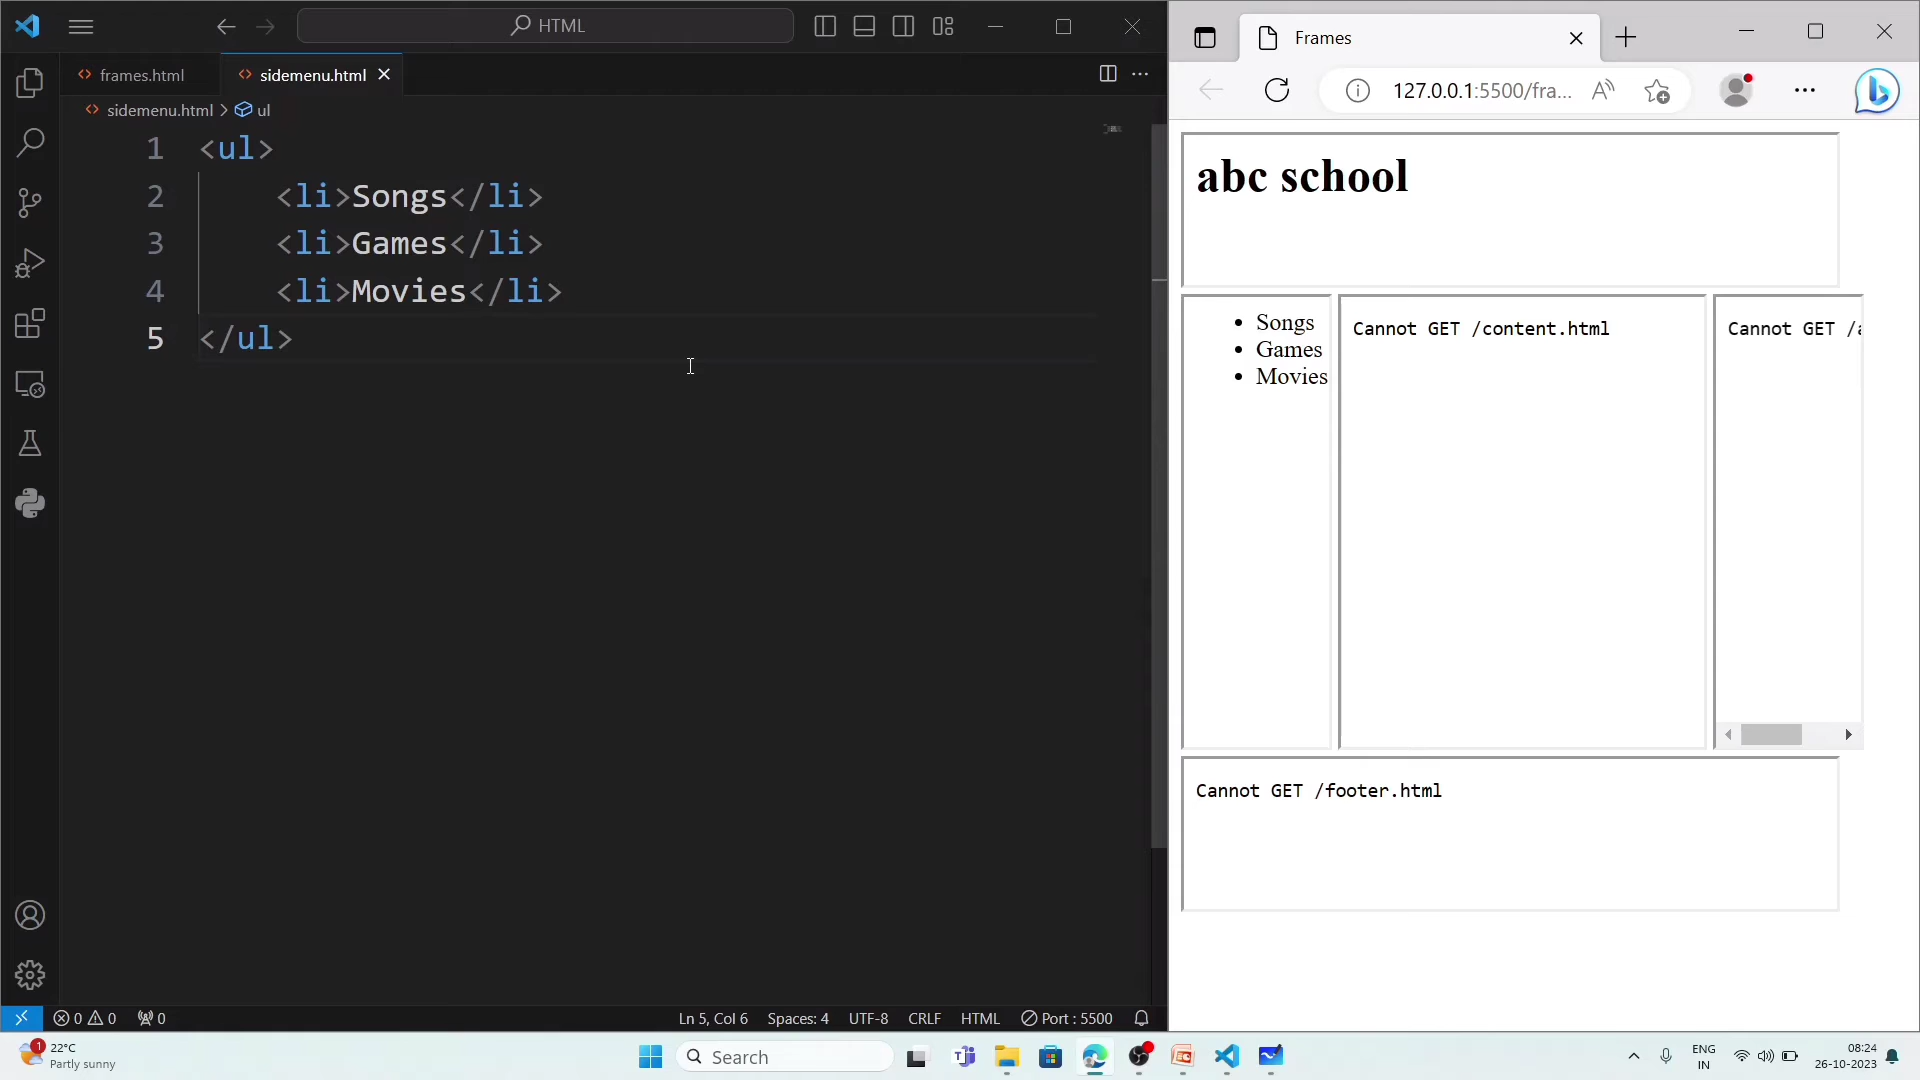 HTML
frames.html
sidemenu.html
sidemenu.html > ul
1 <ul>
2 <li>Songs</li>
3 <li>Games</li>
4 <li>Movies</li>
5 </ul>
0 0 0
Ln 5, Col 6 Spaces: 4 UTF-8 CRLF HTML Port : 5500
Frames
127.0.0.1:5500/fra...
abc school
• Songs
• Games
• Movies
Cannot GET /content.html
Cannot GET /a
Cannot GET /footer.html
1
22°C
Partly sunny
Search
ENG
IN
08:24
26-10-2023